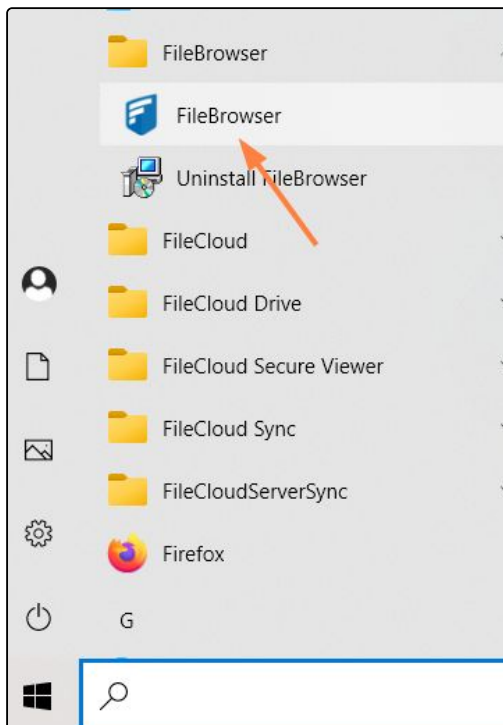 FileBrowser
FileBrowser
Uninstall FileBrowser
FileCloud
FileCloud Drive
FileCloud Secure Viewer
FileCloud Sync
FileCloudServerSync
Firefox
G